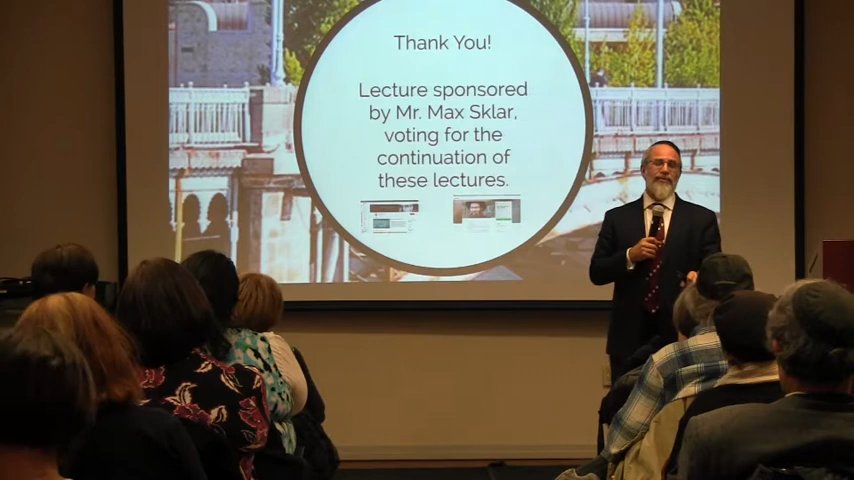 Thank You!
Lecture sponsored
by Mr. Max Sklar,
voting for the
continuation of
these lectures.